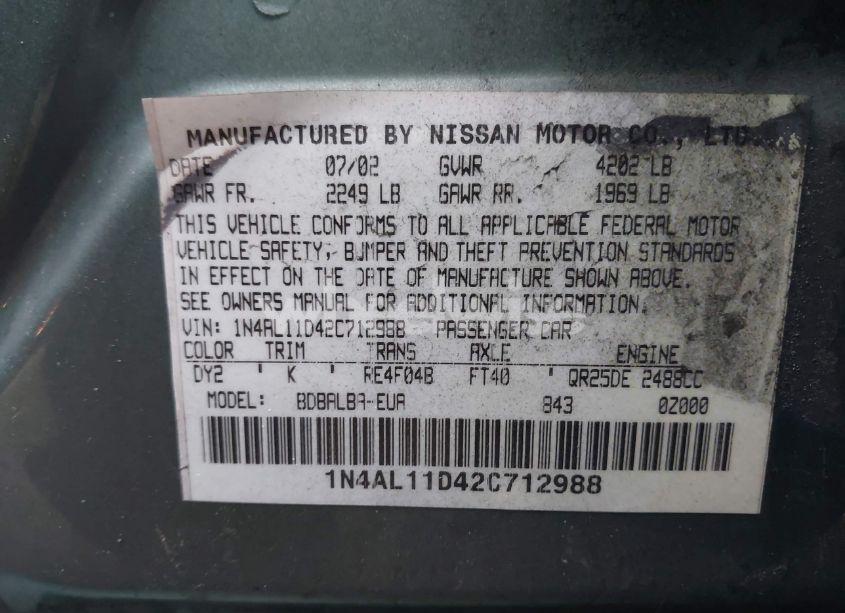 MANUFACTURED BY NISSAN MOTOR CO., LTD.
DATE 07/02 GVWR 4202 LB
GAWR FR. 2249 LB GAWR RR. 1969 LB
THIS VEHICLE CONFORMS TO ALL APPLICABLE FEDERAL MOTOR
VEHICLE SAFETY, BUMPER AND THEFT PREVENTION STANDARDS
IN EFFECT ON THE DATE OF MANUFACTURE SHOWN ABOVE.
SEE OWNERS MANUAL FOR ADDITIONAL INFORMATION.
VIN: 1N4AL11D42C712988 PASSENGER CAR
COLOR TRIM TRANS AXLE ENGINE
DY2 ' K ' RE4F04B FT40 ' QR25DE 2488CC
MODEL: BDBALBA-EUA 843 0Z000
1N4AL11D42C712988